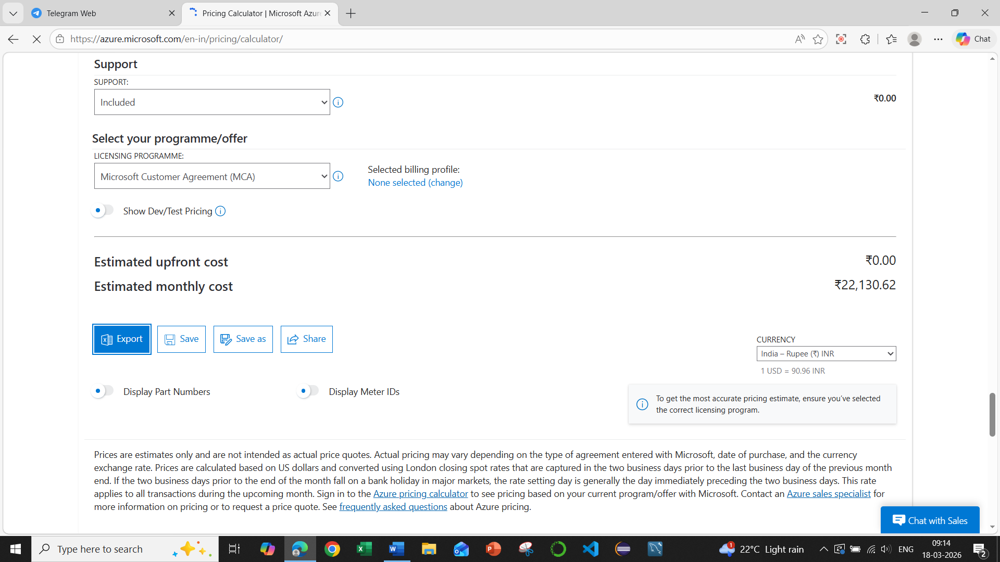 Telegram Web
Pricing Calculator | Microsoft Azure
https://azure.microsoft.com/en-in/pricing/calculator/
Chat
Support
SUPPORT:
Included
₹0.00
Select your programme/offer
LICENSING PROGRAMME:
Microsoft Customer Agreement (MCA)
Selected billing profile:
None selected (change)
Show Dev/Test Pricing
Estimated upfront cost
₹0.00
Estimated monthly cost
₹22,130.62
Export
Save
Save as
Share
CURRENCY
India – Rupee (₹) INR
1 USD = 90.96 INR
Display Part Numbers
Display Meter IDs
To get the most accurate pricing estimate, ensure you’ve selected
the correct licensing program.
Prices are estimates only and are not intended as actual price quotes. Actual pricing may vary depending on the type of agreement entered with Microsoft, date of purchase, and the currency
exchange rate. Prices are calculated based on US dollars and converted using London closing spot rates that are captured in the two business days prior to the last business day of the previous month
end. If the two business days prior to the end of the month fall on a bank holiday in major markets, the rate setting day is generally the day immediately preceding the two business days. This rate
applies to all transactions during the upcoming month. Sign in to the Azure pricing calculator to see pricing based on your current program/offer with Microsoft. Contact an Azure sales specialist for
more information on pricing or to request a price quote. See frequently asked questions about Azure pricing.
Chat with Sales
Type here to search
1
22°C Light rain
ENG
09:14
18-03-2026
2